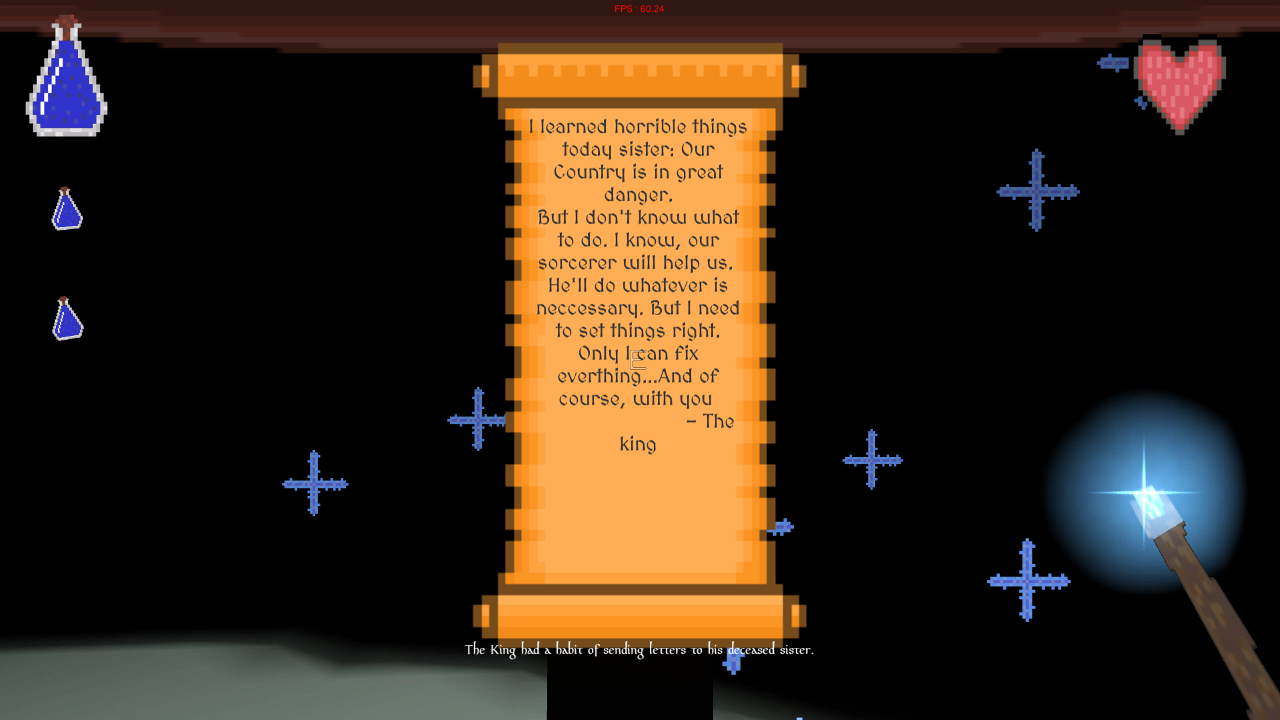 FPS : 60.24
I learned horrible things
today sister: Our
Country is in great
danger.
But I don't know what
to do. I know, our
sorcerer will help us.
He'll do whatever is
neccessary. But I need
to set things right.
Only I can fix
everthing...And of
course, with you
- The
king
E
The King had a habit of sending letters to his deceased sister.